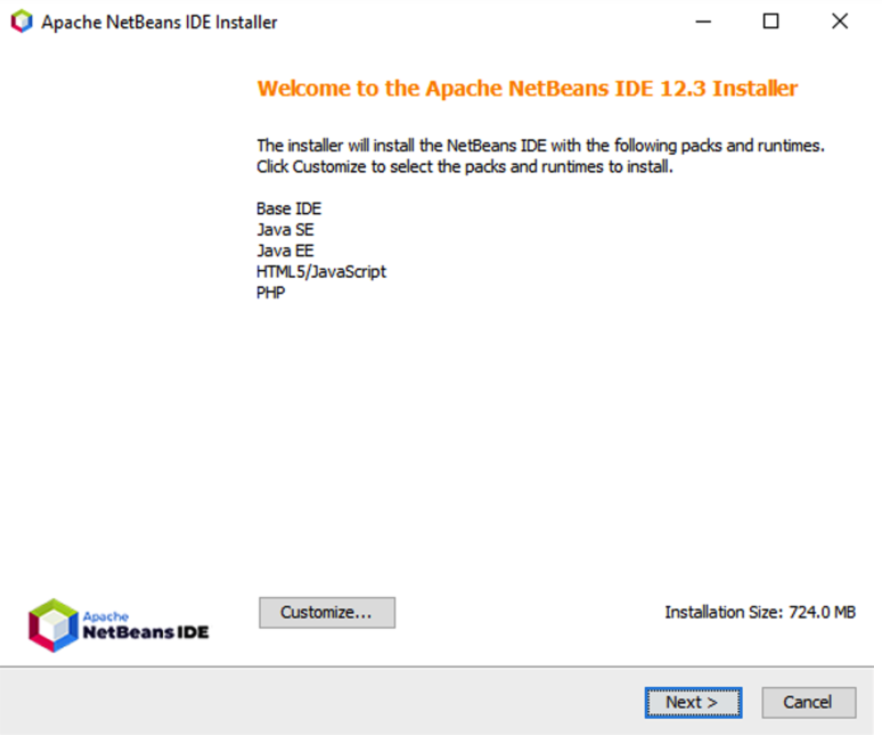 Apache NetBeans IDE Installer
Welcome to the Apache NetBeans IDE 12.3 Installer
The installer will install the NetBeans IDE with the following packs and runtimes.
Click Customize to select the packs and runtimes to install.
Base IDE
Java SE
Java EE
HTML5/JavaScript
PHP
Apache
NetBeans IDE
Customize...
Installation Size: 724.0 MB
Next >
Cancel